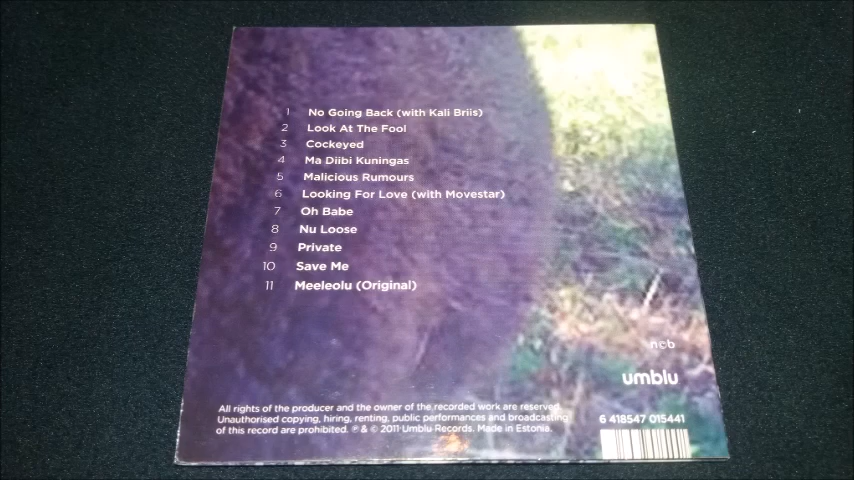 1 No Going Back (with Kali Briis)
2 Look At The Fool
3 Cockeyed
4 Ma Diibi Kuningas
5 Malicious Rumours
6 Looking For Love (with Movestar)
7 Oh Babe
8 Nu Loose
9 Private
10 Save Me
11 Meeleolu (Original)
ncb
umblu
All rights of the producer and the owner of the recorded work are reserved.
Unauthorised copying, hiring, renting, public performances and broadcasting
of this record are prohibited. ℗ & © 2011 Umblu Records. Made in Estonia.
6 418547 015441